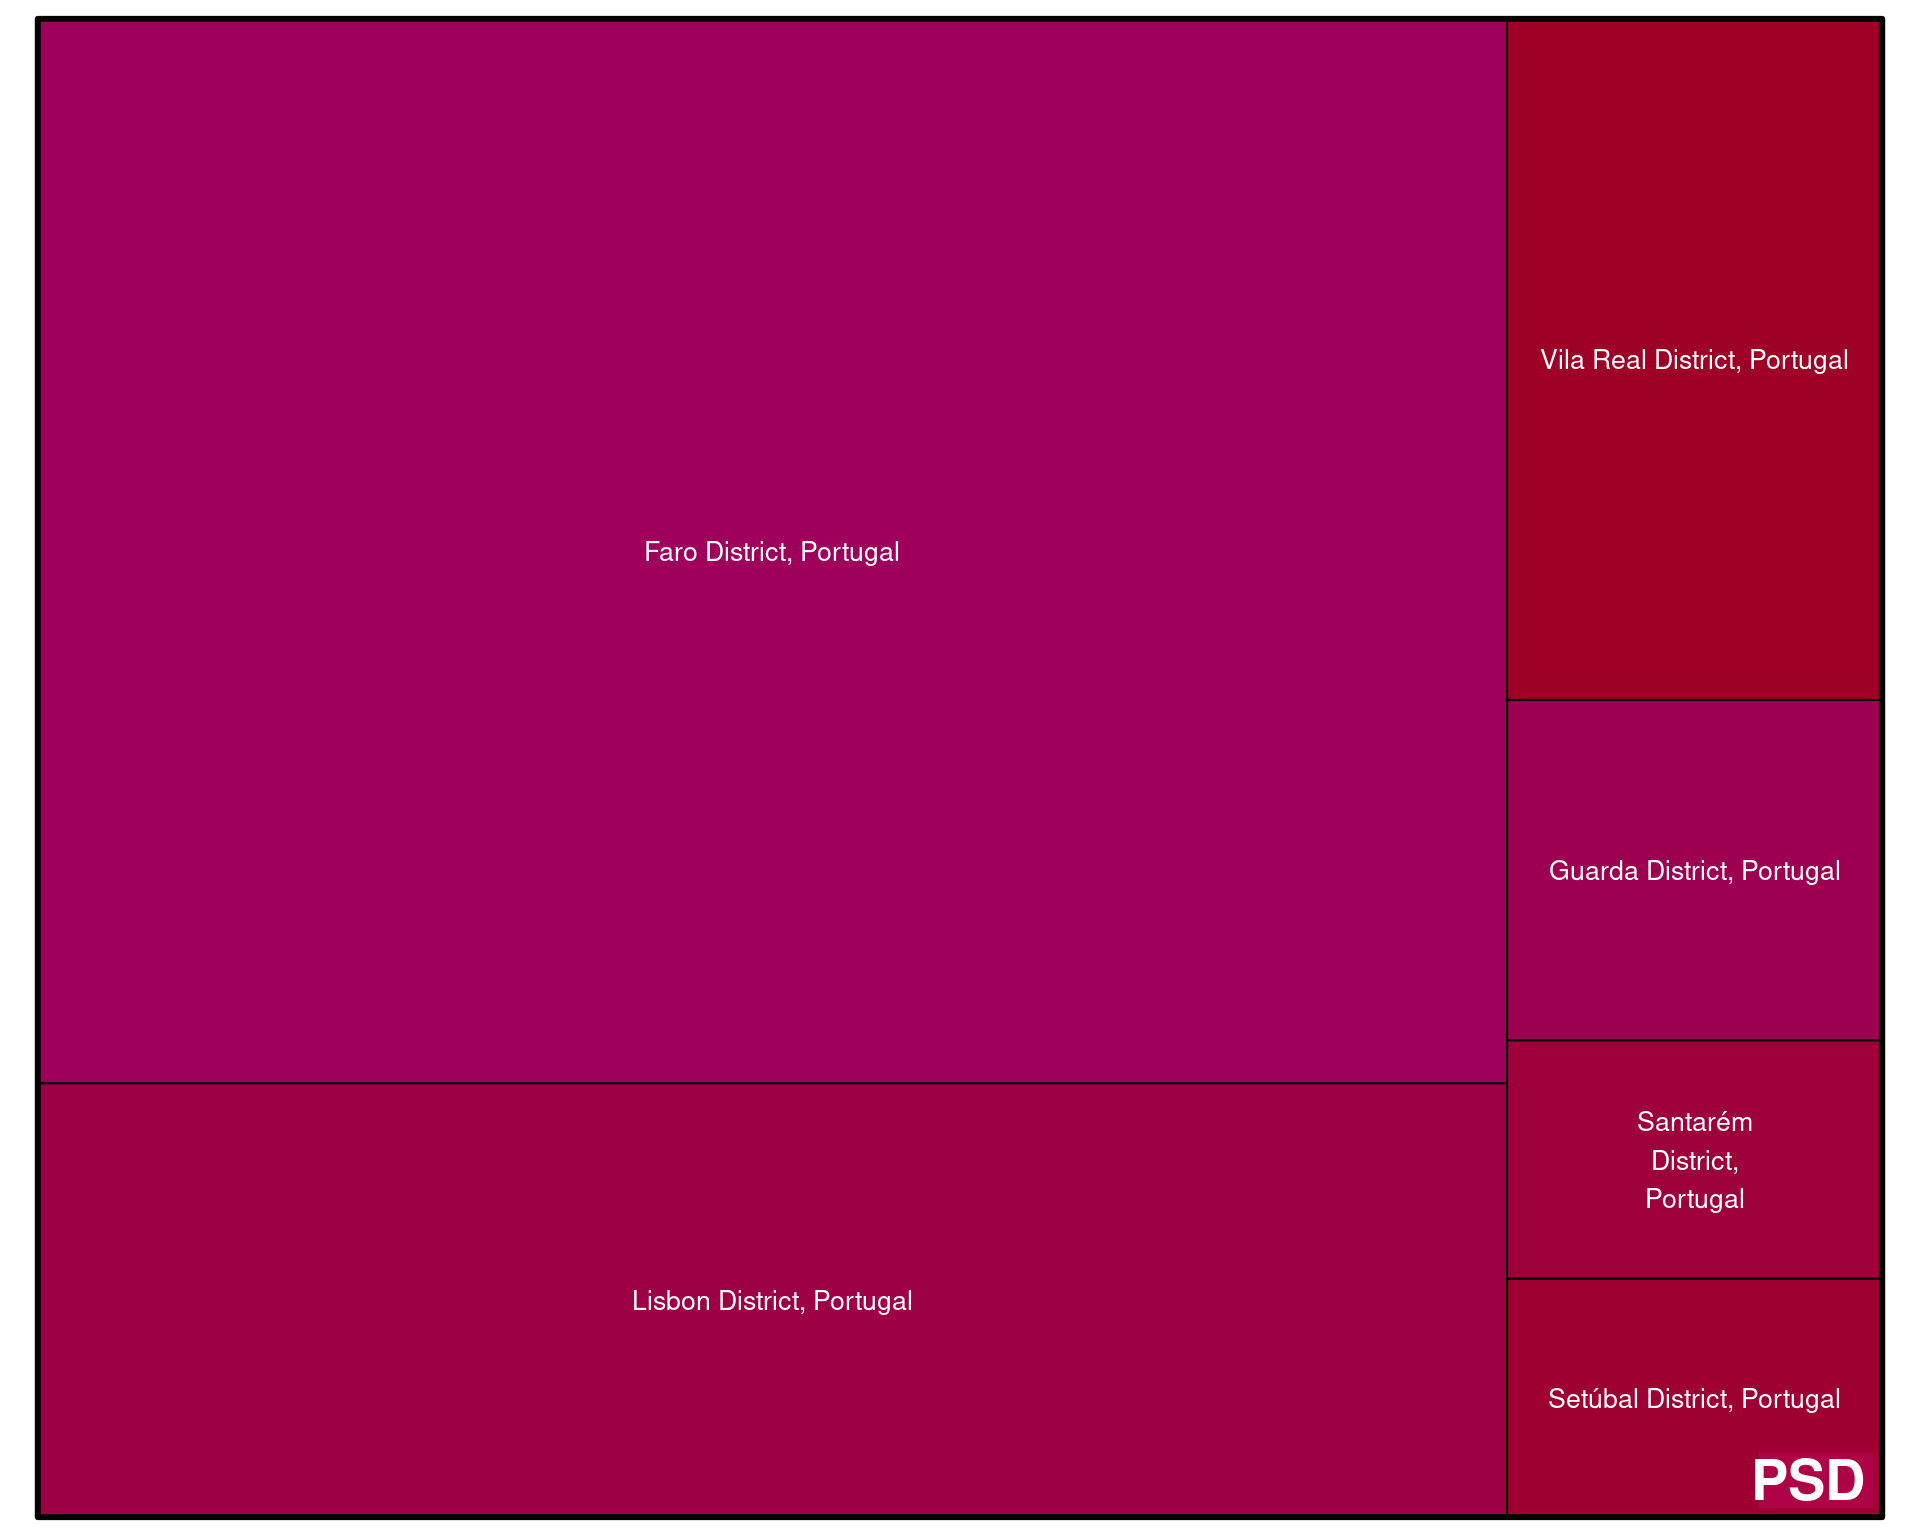 Faro District, Portugal
Lisbon District, Portugal
Vila Real District, Portugal
Guarda District, Portugal
Santarém
District,
Portugal
Setúbal District, Portugal
PSD